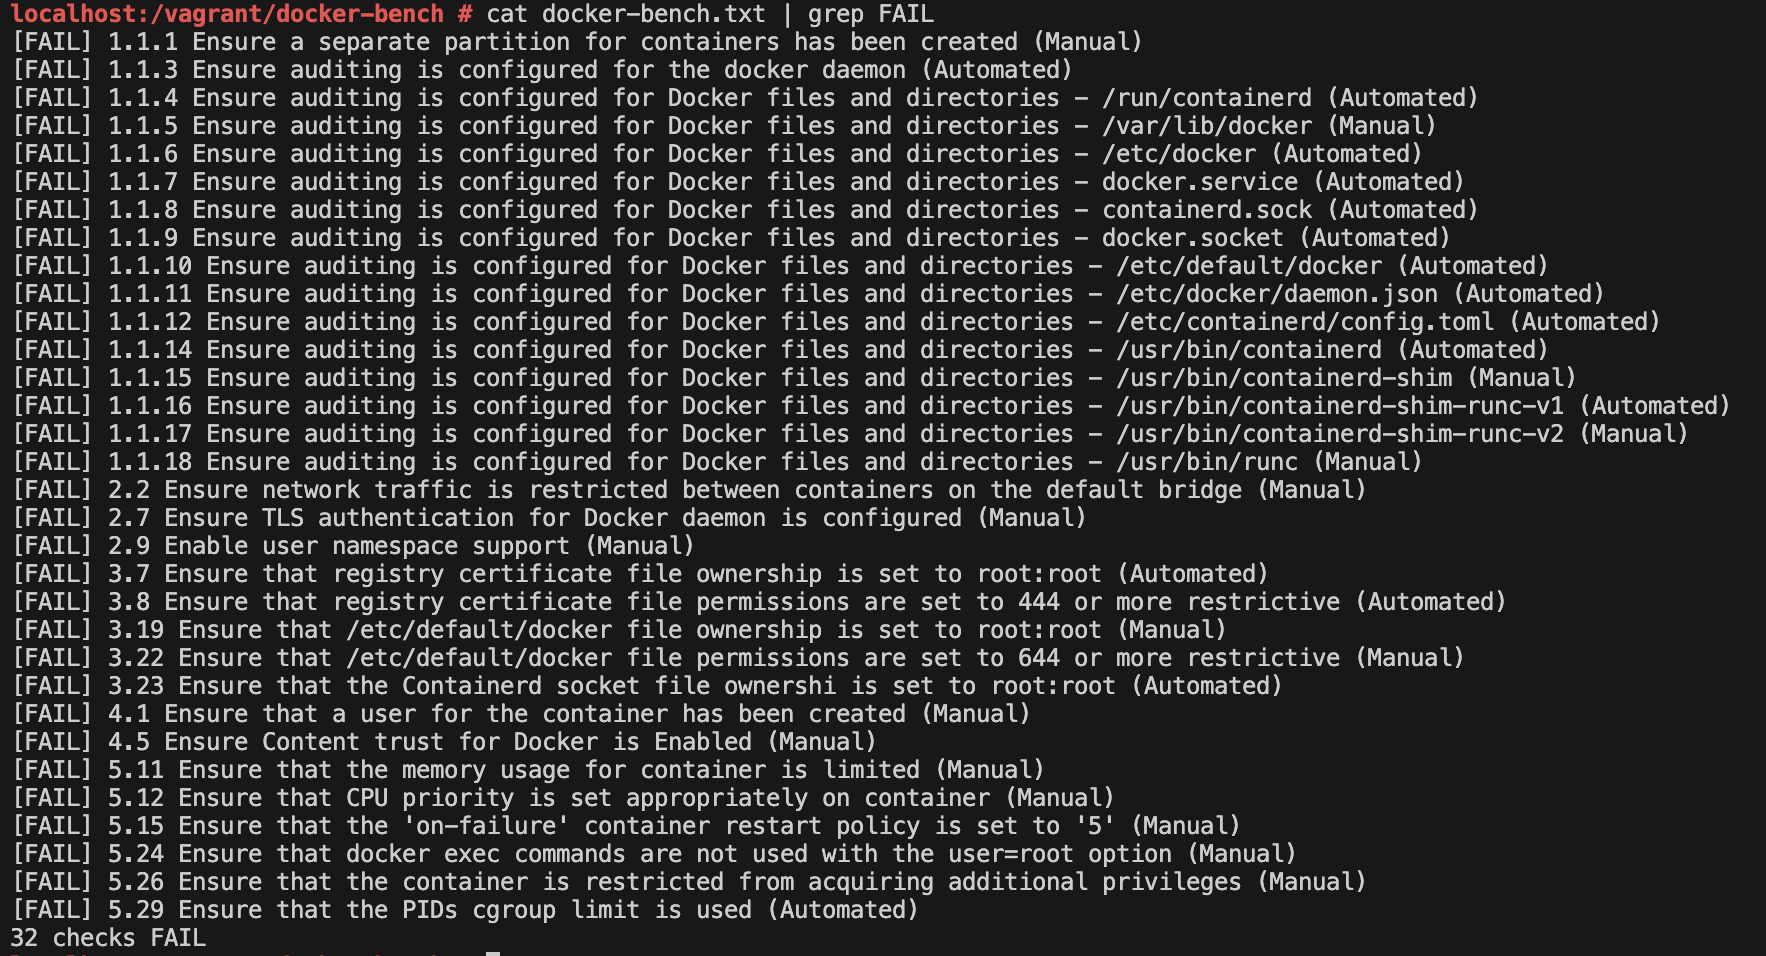 localhost:/vagrant/docker-bench # cat docker-bench.txt | grep FAIL
[FAIL] 1.1.1 Ensure a separate partition for containers has been created (Manual)
[FAIL] 1.1.3 Ensure auditing is configured for the docker daemon (Automated)
[FAIL] 1.1.4 Ensure auditing is configured for Docker files and directories - /run/containerd (Automated)
[FAIL] 1.1.5 Ensure auditing is configured for Docker files and directories - /var/lib/docker (Manual)
[FAIL] 1.1.6 Ensure auditing is configured for Docker files and directories - /etc/docker (Automated)
[FAIL] 1.1.7 Ensure auditing is configured for Docker files and directories - docker.service (Automated)
[FAIL] 1.1.8 Ensure auditing is configured for Docker files and directories - containerd.sock (Automated)
[FAIL] 1.1.9 Ensure auditing is configured for Docker files and directories - docker.socket (Automated)
[FAIL] 1.1.10 Ensure auditing is configured for Docker files and directories - /etc/default/docker (Automated)
[FAIL] 1.1.11 Ensure auditing is configured for Docker files and directories - /etc/docker/daemon.json (Automated)
[FAIL] 1.1.12 Ensure auditing is configured for Docker files and directories - /etc/containerd/config.toml (Automated)
[FAIL] 1.1.14 Ensure auditing is configured for Docker files and directories - /usr/bin/containerd (Automated)
[FAIL] 1.1.15 Ensure auditing is configured for Docker files and directories - /usr/bin/containerd-shim (Manual)
[FAIL] 1.1.16 Ensure auditing is configured for Docker files and directories - /usr/bin/containerd-shim-runc-v1 (Automated)
[FAIL] 1.1.17 Ensure auditing is configured for Docker files and directories - /usr/bin/containerd-shim-runc-v2 (Manual)
[FAIL] 1.1.18 Ensure auditing is configured for Docker files and directories - /usr/bin/runc (Manual)
[FAIL] 2.2 Ensure network traffic is restricted between containers on the default bridge (Manual)
[FAIL] 2.7 Ensure TLS authentication for Docker daemon is configured (Manual)
[FAIL] 2.9 Enable user namespace support (Manual)
[FAIL] 3.7 Ensure that registry certificate file ownership is set to root:root (Automated)
[FAIL] 3.8 Ensure that registry certificate file permissions are set to 444 or more restrictive (Automated)
[FAIL] 3.19 Ensure that /etc/default/docker file ownership is set to root:root (Manual)
[FAIL] 3.22 Ensure that /etc/default/docker file permissions are set to 644 or more restrictive (Manual)
[FAIL] 3.23 Ensure that the Containerd socket file ownershi is set to root:root (Automated)
[FAIL] 4.1 Ensure that a user for the container has been created (Manual)
[FAIL] 4.5 Ensure Content trust for Docker is Enabled (Manual)
[FAIL] 5.11 Ensure that the memory usage for container is limited (Manual)
[FAIL] 5.12 Ensure that CPU priority is set appropriately on container (Manual)
[FAIL] 5.15 Ensure that the 'on-failure' container restart policy is set to '5' (Manual)
[FAIL] 5.24 Ensure that docker exec commands are not used with the user=root option (Manual)
[FAIL] 5.26 Ensure that the container is restricted from acquiring additional privileges (Manual)
[FAIL] 5.29 Ensure that the PIDs cgroup limit is used (Automated)
32 checks FAIL